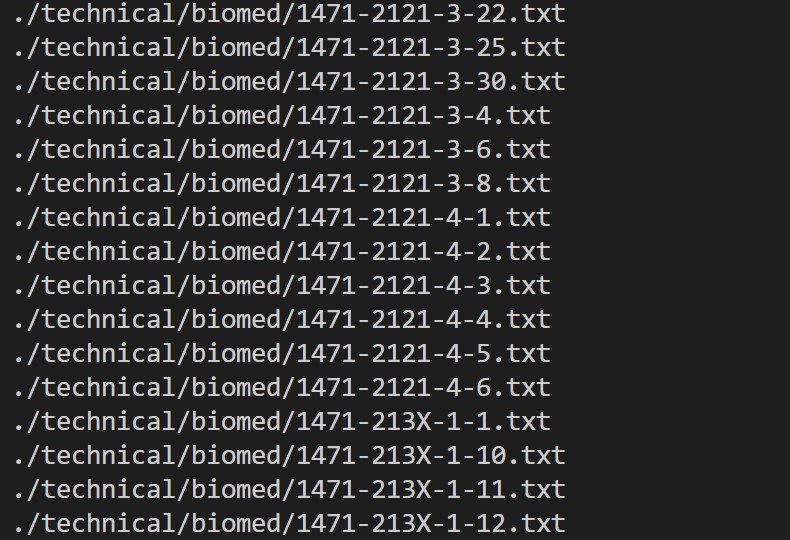 ./technical/biomed/1471-2121-3-22.txt
./technical/biomed/1471-2121-3-25.txt
./technical/biomed/1471-2121-3-30.txt
./technical/biomed/1471-2121-3-4.txt
./technical/biomed/1471-2121-3-6.txt
./technical/biomed/1471-2121-3-8.txt
./technical/biomed/1471-2121-4-1.txt
./technical/biomed/1471-2121-4-2.txt
./technical/biomed/1471-2121-4-3.txt
./technical/biomed/1471-2121-4-4.txt
./technical/biomed/1471-2121-4-5.txt
./technical/biomed/1471-2121-4-6.txt
./technical/biomed/1471-213X-1-1.txt
./technical/biomed/1471-213X-1-10.txt
./technical/biomed/1471-213X-1-11.txt
./technical/biomed/1471-213X-1-12.txt